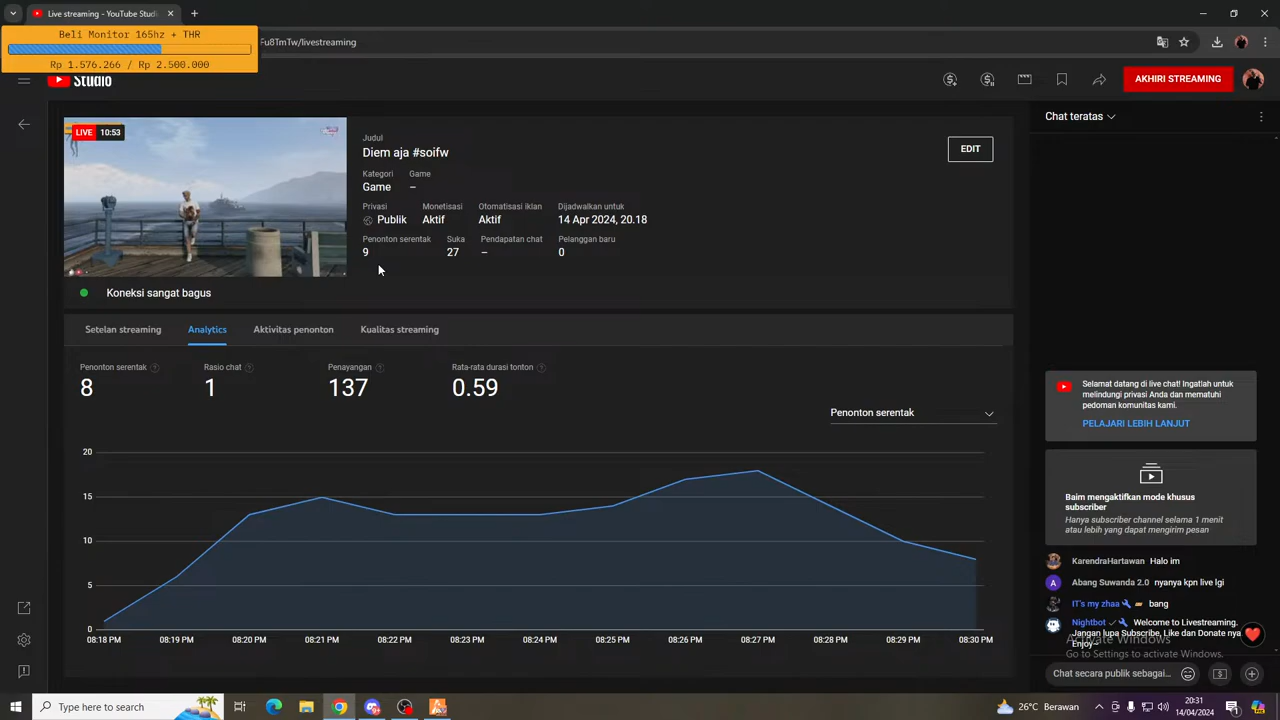 Live streaming - YouTube Studi
Beli Monitor 165hz + THR
Rp 1.576.266 / Rp 2.500.000
Fu8TmTw/livestreaming
Studio
AKHIRI STREAMING
LIVE 10:53
Judul
Diem aja #soifw
EDIT
Kategori Game
Game –
Privasi Monetisasi Otomatisasi iklan Dijadwalkan untuk
Publik Aktif Aktif 14 Apr 2024, 20.18
Penonton serentak Suka Pendapatan chat Pelanggan baru
9 27 – 0
Koneksi sangat bagus
Setelan streaming Analytics Aktivitas penonton Kualitas streaming
Penonton serentak Rasio chat Penayangan Rata-rata durasi tonton
8 1 137 0.59
Penonton serentak
20
15
10
5
0
08:18 PM 08:19 PM 08:20 PM 08:21 PM 08:22 PM 08:23 PM 08:24 PM 08:25 PM 08:26 PM 08:27 PM 08:28 PM 08:29 PM 08:30 PM
Chat teratas
Selamat datang di live chat! Ingatlah untuk
melindungi privasi Anda dan mematuhi
pedoman komunitas kami.
PELAJARI LEBIH LANJUT
Baim mengaktifkan mode khusus
subscriber
Hanya subscriber channel selama 1 menit
atau lebih yang dapat mengirim pesan
KarendraHartawan Halo im
A Abang Suwanda 2.0 nyanya kpn live lgi
IT's my zhaa bang
Nightbot Welcome to Livestreaming.
Jangan lupa Subscribe, Like dan Donate nya
Enjoy~
Activate Windows
Go to Settings to activate Windows.
Chat secara publik sebagai...
Type here to search
26°C Berawan
20:31
14/04/2024